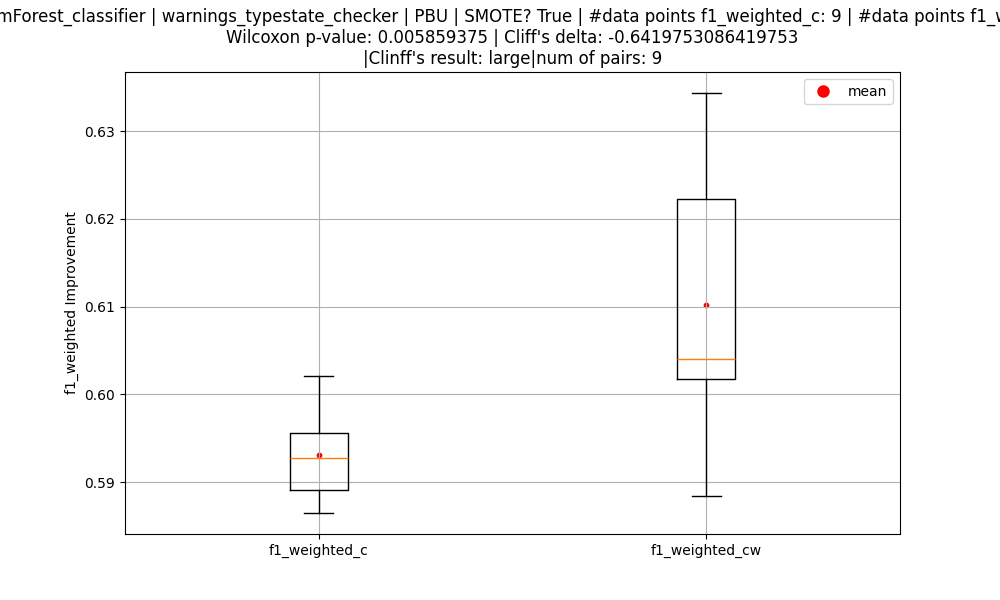 mForest_classifier | warnings_typestate_checker | PBU | SMOTE? True | #data points f1_weighted_c: 9 | #data points f1_w
Wilcoxon p-value: 0.005859375 | Cliff's delta: -0.6419753086419753
|Clinff's result: large|num of pairs: 9
mean
0.63
0.62
0.61
0.60
0.59
f1_weighted Improvement
f1_weighted_c
f1_weighted_cw